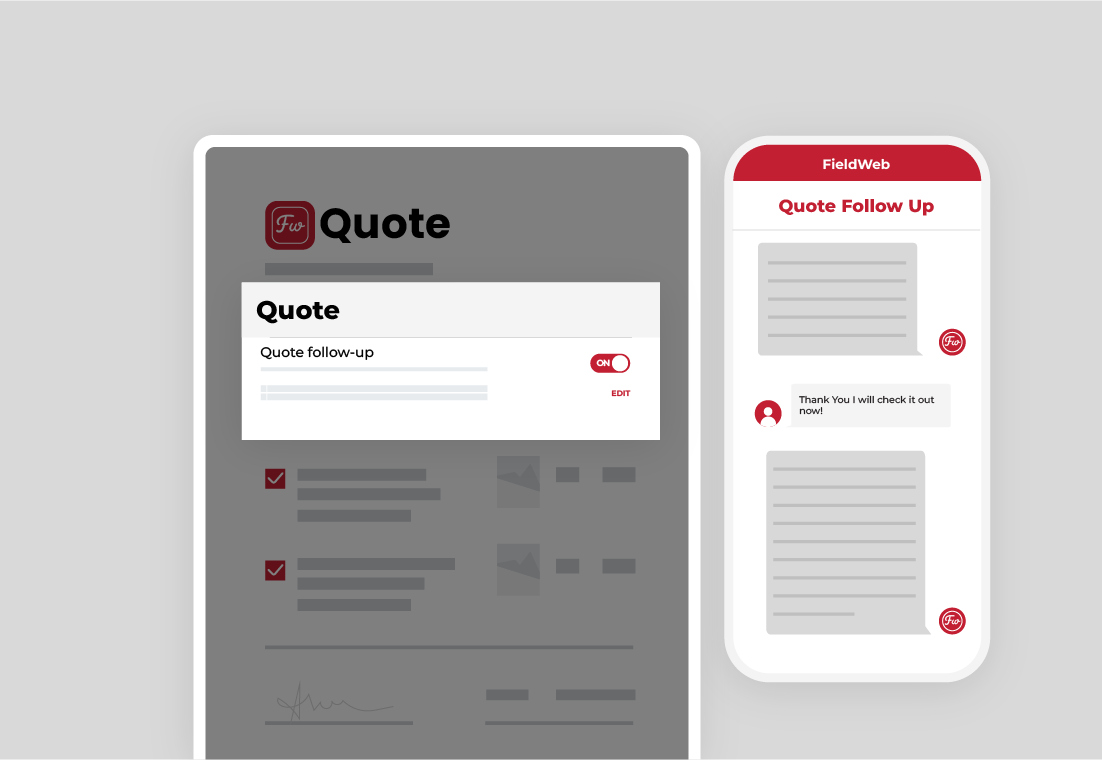 Fw Quote
Quote
Quote follow-up
ON
EDIT
FieldWeb
Quote Follow Up
Fw
Thank You I will check it out
now!
Fw